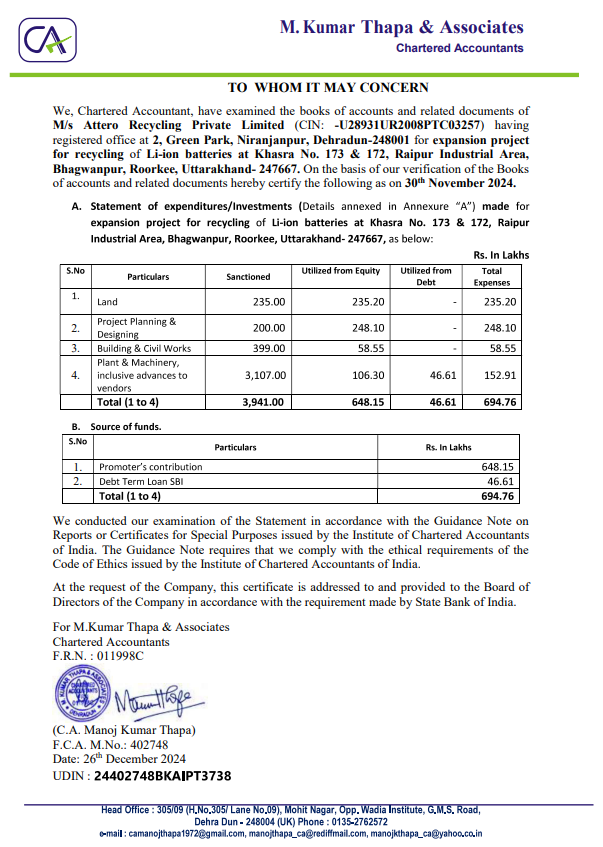 CA
M. Kumar Thapa & Associates
Chartered Accountants
TO WHOM IT MAY CONCERN
We, Chartered Accountant, have examined the books of accounts and related documents of
M/s Attero Recycling Private Limited (CIN: -U28931UR2008PTC03257) having
registered office at 2, Green Park, Niranjanpur, Dehradun-248001 for expansion project
for recycling of Li-ion batteries at Khasra No. 173 & 172, Raipur Industrial Area,
Bhagwanpur, Roorkee, Uttarakhand- 247667. On the basis of our verification of the Books
of accounts and related documents hereby certify the following as on 30th November 2024.
A. Statement of expenditures/Investments (Details annexed in Annexure “A”) made for
expansion project for recycling of Li-ion batteries at Khasra No. 173 & 172, Raipur
Industrial Area, Bhagwanpur, Roorkee, Uttarakhand- 247667, as below:
Rs. In Lakhs
S.No Particulars Sanctioned Utilized from Equity Utilized from Debt Total Expenses
1. Land 235.00 235.20 - 235.20
2. Project Planning & Designing 200.00 248.10 - 248.10
3. Building & Civil Works 399.00 58.55 - 58.55
4. Plant & Machinery, inclusive advances to vendors 3,107.00 106.30 46.61 152.91
Total (1 to 4) 3,941.00 648.15 46.61 694.76
B. Source of funds.
S.No Particulars Rs. In Lakhs
1. Promoter’s contribution 648.15
2. Debt Term Loan SBI 46.61
Total (1 to 4) 694.76
We conducted our examination of the Statement in accordance with the Guidance Note on
Reports or Certificates for Special Purposes issued by the Institute of Chartered Accountants
of India. The Guidance Note requires that we comply with the ethical requirements of the
Code of Ethics issued by the Institute of Chartered Accountants of India.
At the request of the Company, this certificate is addressed to and provided to the Board of
Directors of the Company in accordance with the requirement made by State Bank of India.
For M.Kumar Thapa & Associates
Chartered Accountants
F.R.N. : 011998C
M KUMAR THAPA & ASSOCIATES
CHARTERED
ACCOUNTANTS
DEHRADUN
(C.A. Manoj Kumar Thapa)
F.C.A. M.No.: 402748
Date: 26th December 2024
UDIN : 24402748BKAIPT3738
Head Office : 305/09 (H.No.305/ Lane No.09), Mohit Nagar, Opp. Wadia Institute, G.M.S. Road,
Dehra Dun - 248004 (UK) Phone : 0135-2762572
e-mail : camanojthapa1972@gmail.com, manojthapa_ca@rediffmail.com, manojkthapa_ca@yahoo.co.in